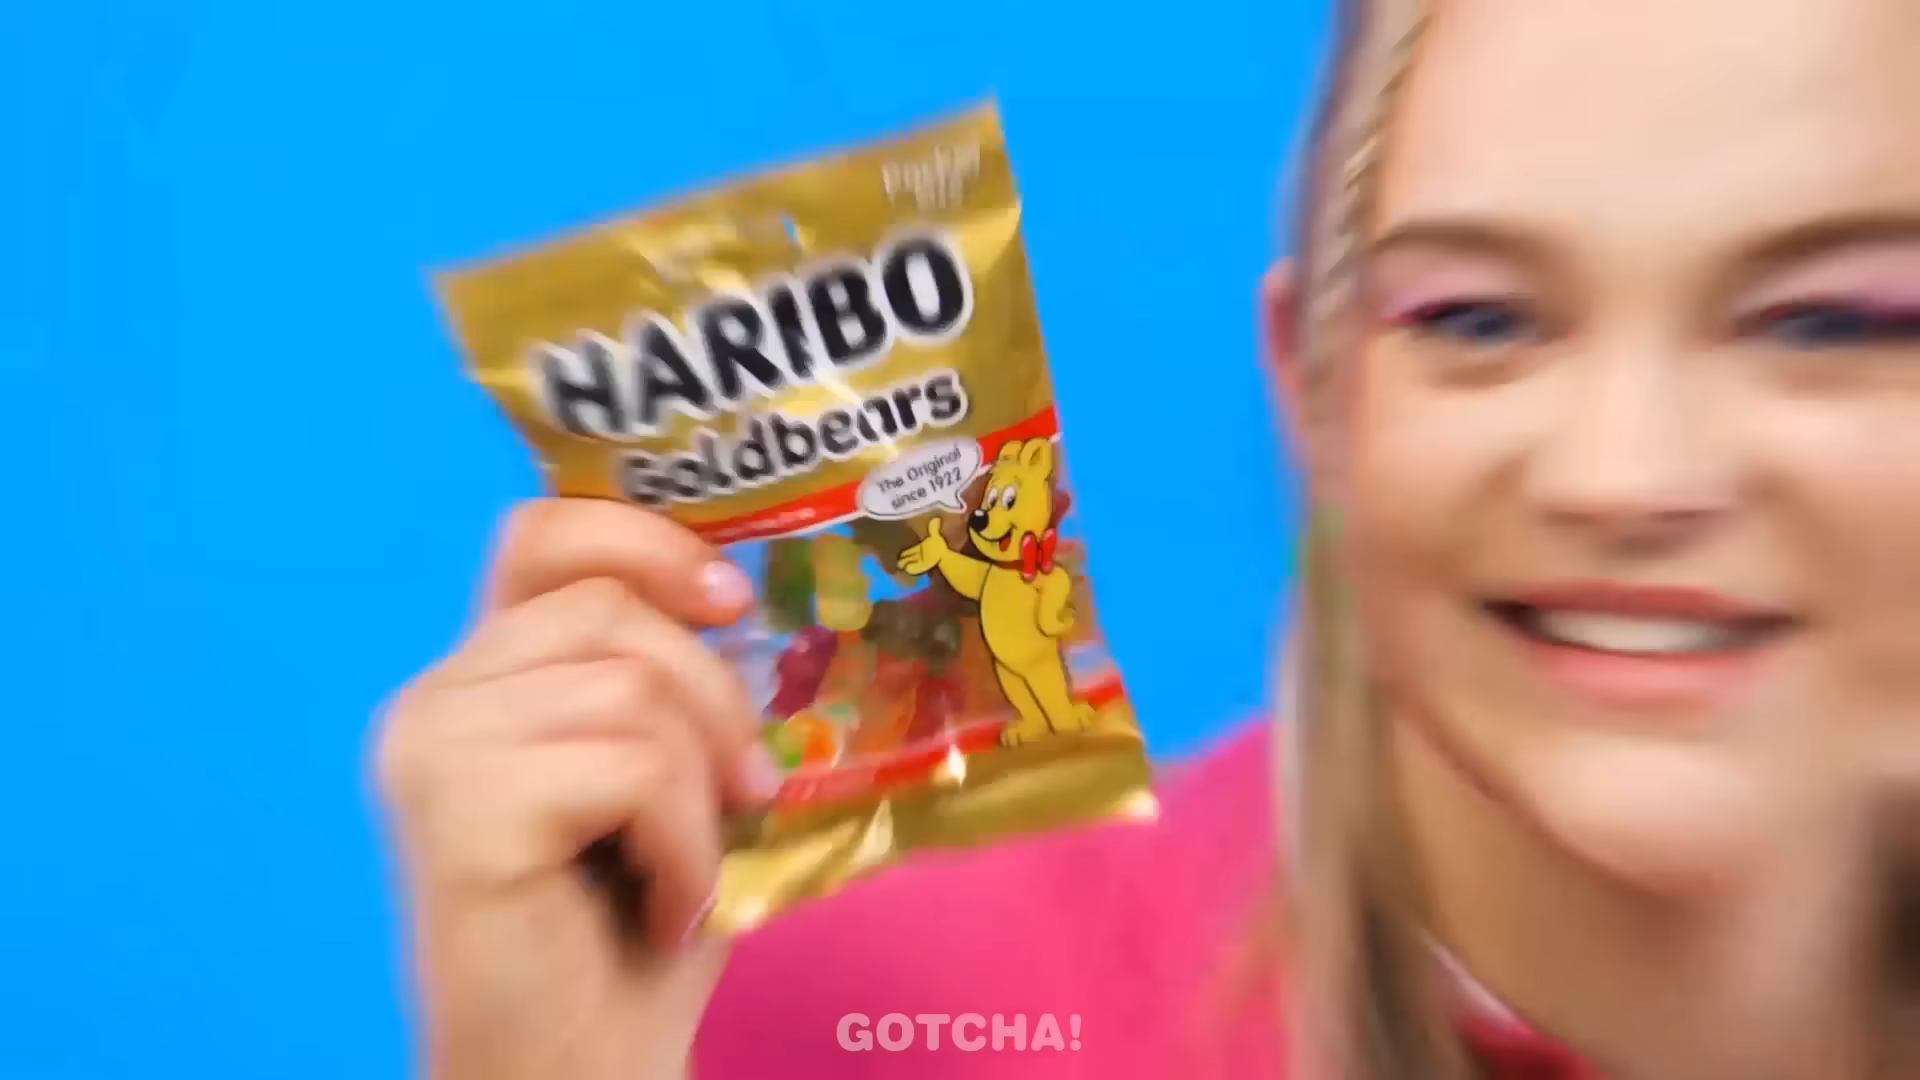 HARIBO
Goldbears
The Original
since 1922
GOTCHA!